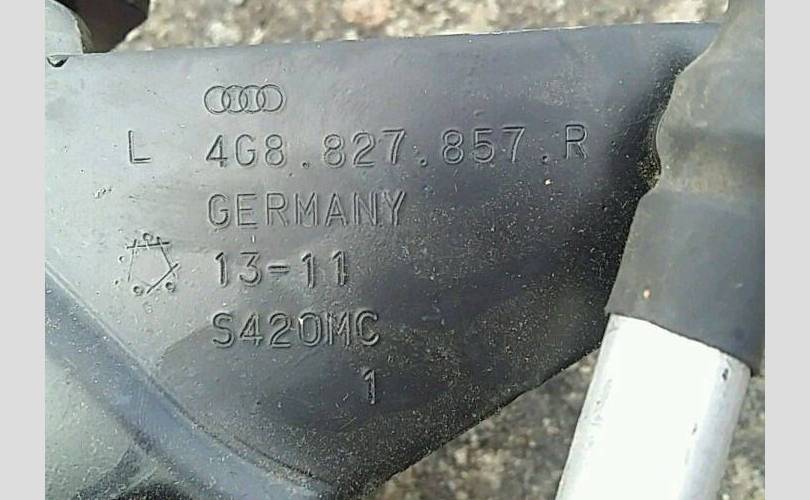 L 4G8.827.857.R
GERMANY
13-11
S420MC
1